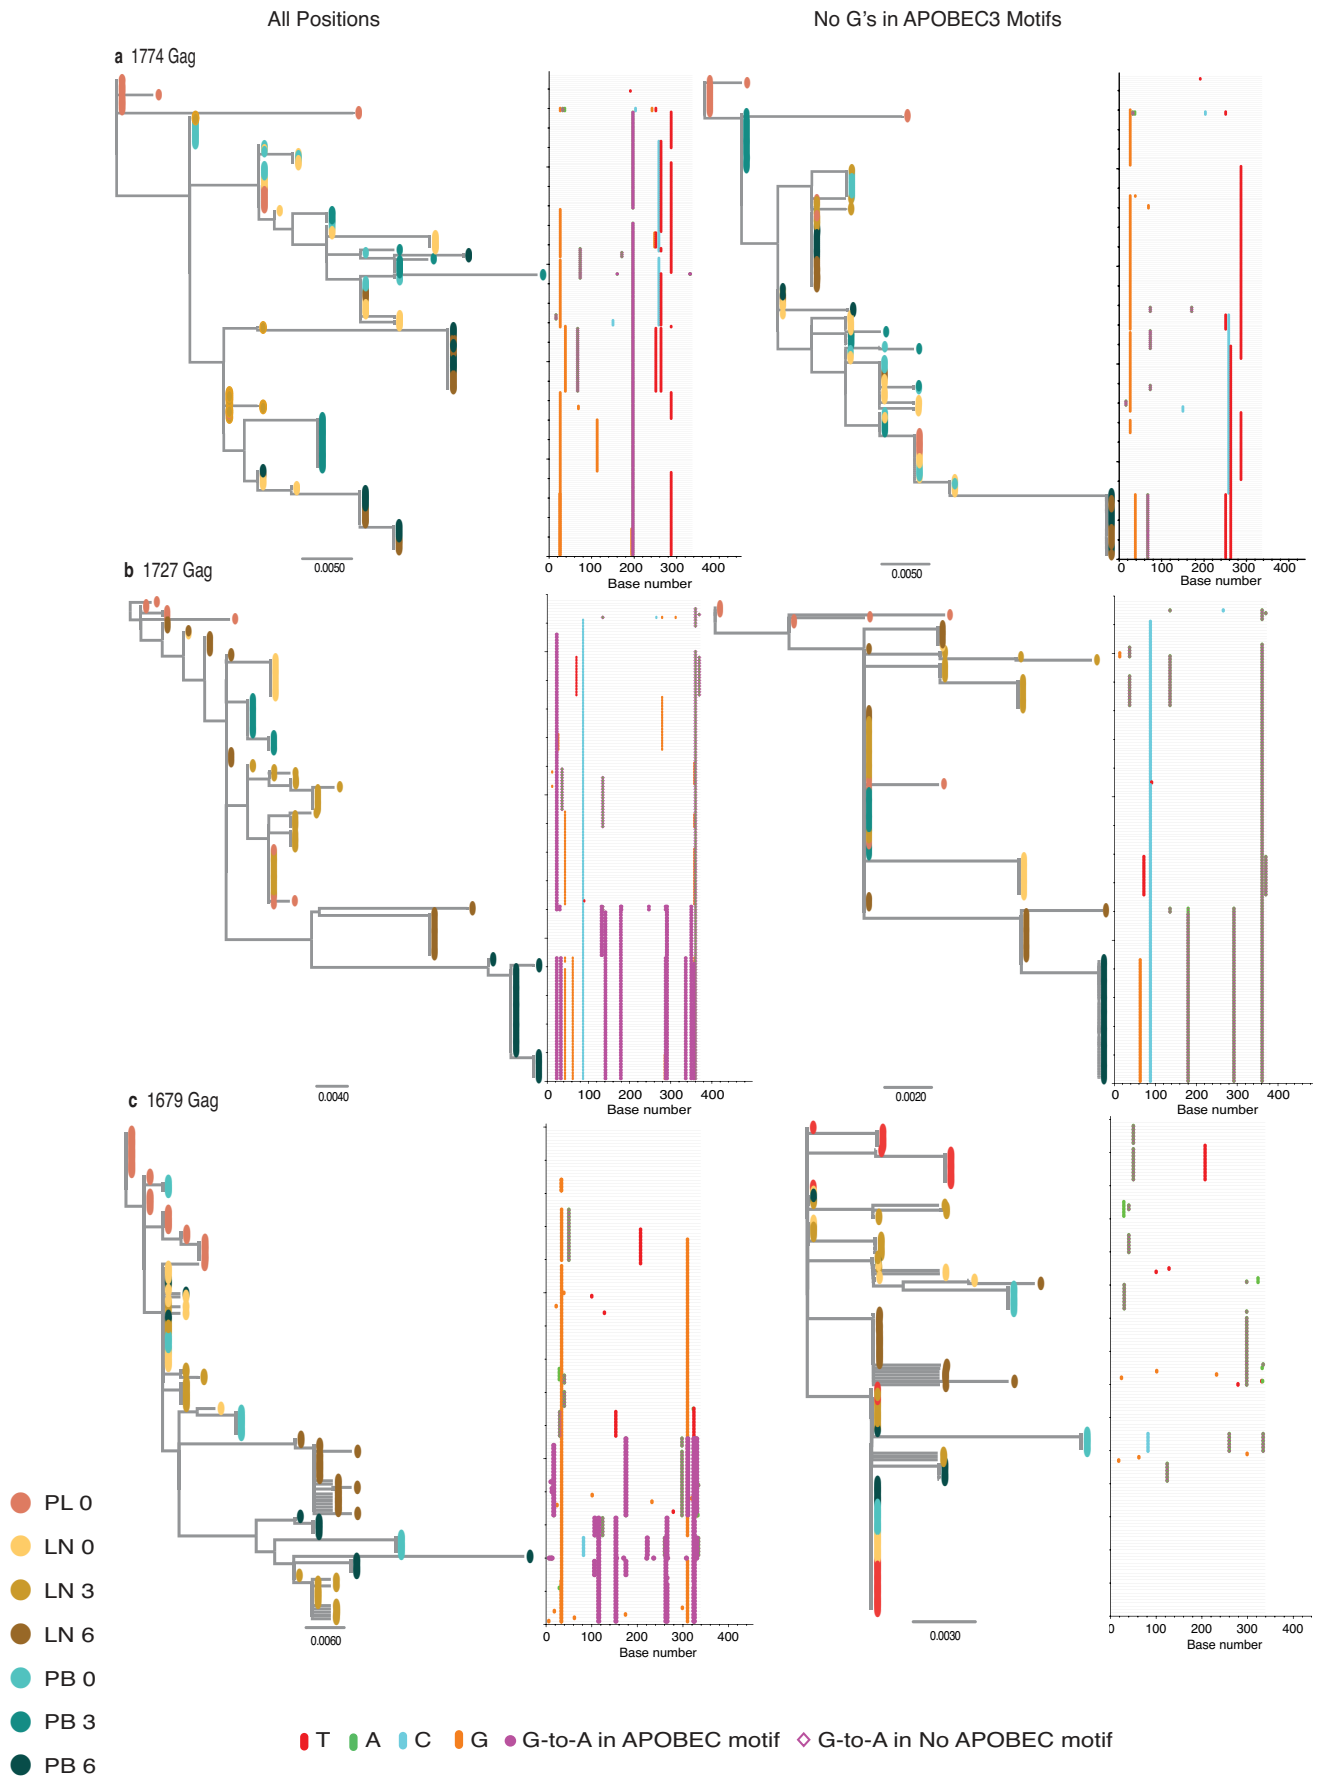 All Positions
No G's in APOBEC3 Motifs
a 1774 Gag
0.0050
0 100 200 300 400
Base number
0.0050
0 100 200 300 400
Base number
b 1727 Gag
0.0040
0 100 200 300 400
Base number
0.0020
0 100 200 300 400
Base number
c 1679 Gag
0.0060
0 100 200 300 400
Base number
0.0030
0 100 200 300 400
Base number
PL 0
LN 0
LN 3
LN 6
PB 0
PB 3
PB 6
T A C G G-to-A in APOBEC motif G-to-A in No APOBEC motif